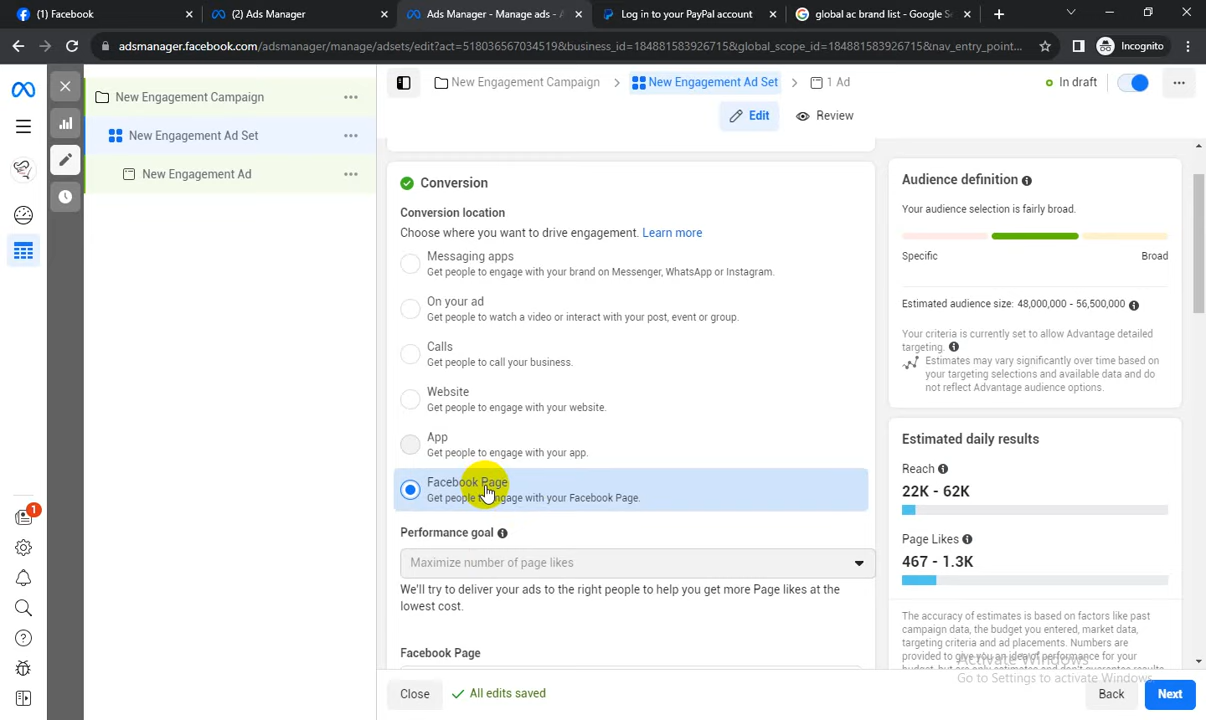 (1) Facebook
(2) Ads Manager
Ads Manager - Manage ads - A
Log in to your PayPal account
global ac brand list - Google S
adsmanager.facebook.com/adsmanager/manage/adsets/edit?act=518036567034519&business_id=184881583926715&global_scope_id=184881583926715&nav_entry_point...
Incognito
New Engagement Campaign
New Engagement Ad Set
New Engagement Ad
New Engagement Campaign
New Engagement Ad Set
1 Ad
In draft
Edit
Review
Conversion
Conversion location
Choose where you want to drive engagement. Learn more
Messaging apps
Get people to engage with your brand on Messenger, WhatsApp or Instagram.
On your ad
Get people to watch a video or interact with your post, event or group.
Calls
Get people to call your business.
Website
Get people to engage with your website.
App
Get people to engage with your app.
Facebook Page
Get people to engage with your Facebook Page.
Performance goal
Maximize number of page likes
We'll try to deliver your ads to the right people to help you get more Page likes at the
lowest cost.
Facebook Page
Audience definition
Your audience selection is fairly broad.
Specific
Broad
Estimated audience size: 48,000,000 - 56,500,000
Your criteria is currently set to allow Advantage detailed
targeting.
Estimates may vary significantly over time based on
your targeting selections and available data and do
not reflect Advantage audience options.
Estimated daily results
Reach
22K - 62K
Page Likes
467 - 1.3K
The accuracy of estimates is based on factors like past
campaign data, the budget you entered, market data,
targeting criteria and ad placements. Numbers are
provided to give you an idea of performance for your
Activate Windows
Go to Settings to activate Windows.
1
Close
All edits saved
Back
Next